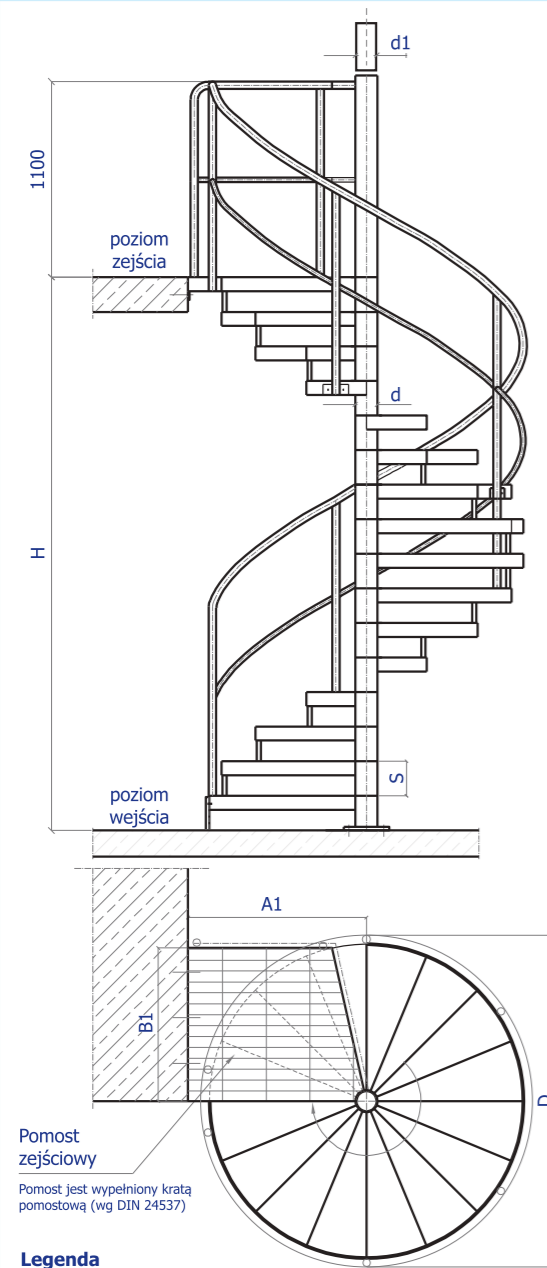 d1
1100
poziom
zejścia
d
H
S
poziom
wejścia
A1
B1
D
Pomost
zejściowy
Pomost jest wypełniony kratą
pomostową (wg DIN 24537)
Legenda